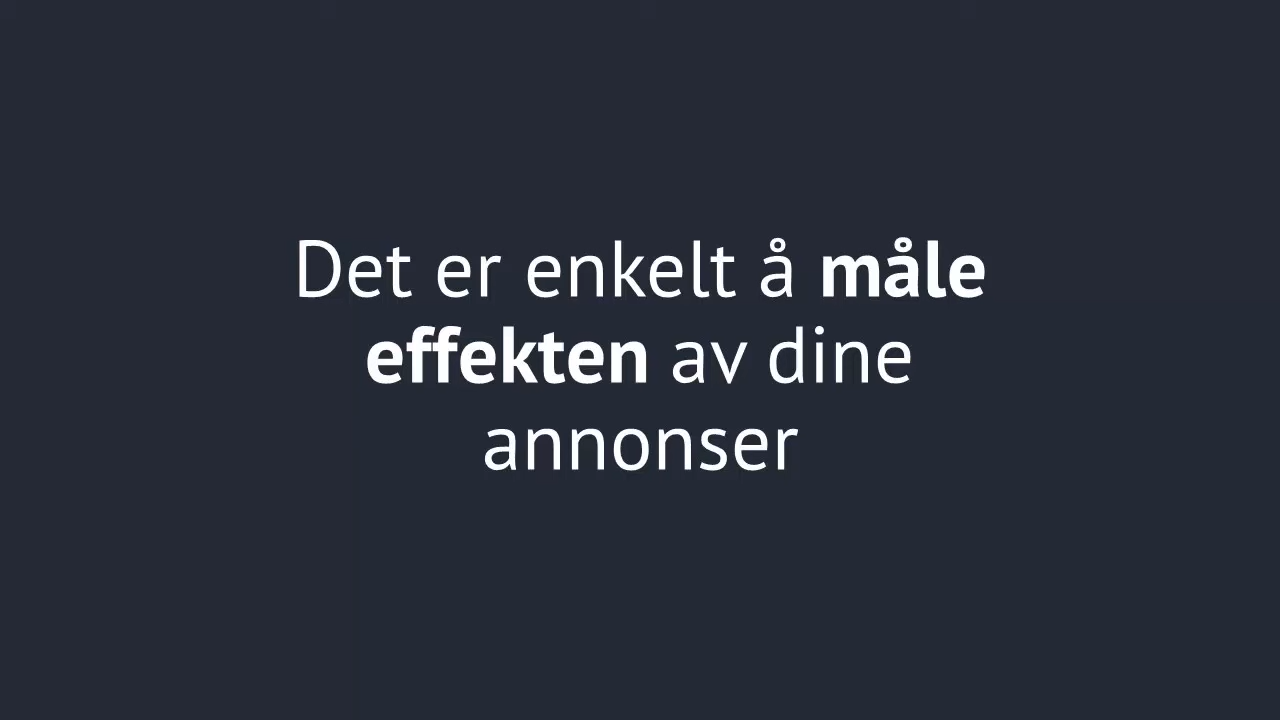 Det er enkelt å måle
effekten av dine
annonser